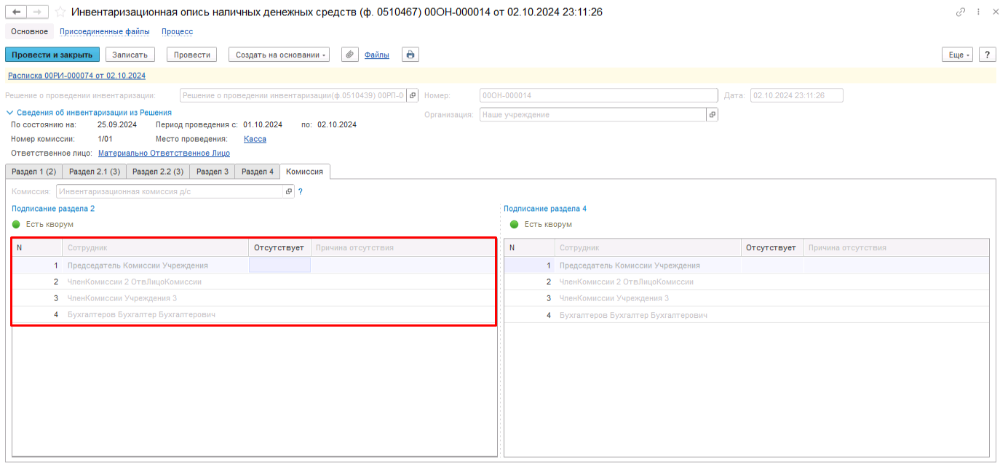 Инвентаризационная опись наличных денежных средств (ф. 0510467) 00ОН-000014 от 02.10.2024 23:11:26
Основное Присоединенные файлы Процесс
Провести и закрыть Записать Провести Создать на основании Файлы Еще ?
Расписка 00РИ-000074 от 02.10.2024
Решение о проведении инвентаризации: Решение о проведении инвентаризации(ф.0510439) 00РП-0 Номер: 00ОН-000014 Дата: 02.10.2024 23:11:26
Сведения об инвентаризации из Решения Организация: Наше учреждение
По состоянию на: 25.09.2024 Период проведения с: 01.10.2024 по: 02.10.2024
Номер комиссии: 1/01 Место проведения: Касса
Ответственное лицо: Материально Ответственное Лицо
Раздел 1 (2) Раздел 2.1 (3) Раздел 2.2 (3) Раздел 3 Раздел 4 Комиссия
Комиссия: Инвентаризационная комиссия д/с ?
Подписание раздела 2 Подписание раздела 4
Есть кворум Есть кворум
N Сотрудник Отсутствует Причина отсутствия N Сотрудник Отсутствует Причина отсутствия
1 Председатель Комиссии Учреждения 1 Председатель Комиссии Учреждения
2 ЧленКомиссии 2 ОтвЛицоКомиссии 2 ЧленКомиссии 2 ОтвЛицоКомиссии
3 ЧленКомиссии Учреждения 3 3 ЧленКомиссии Учреждения 3
4 Бухгалтеров Бухгалтер Бухгалтерович 4 Бухгалтеров Бухгалтер Бухгалтерович